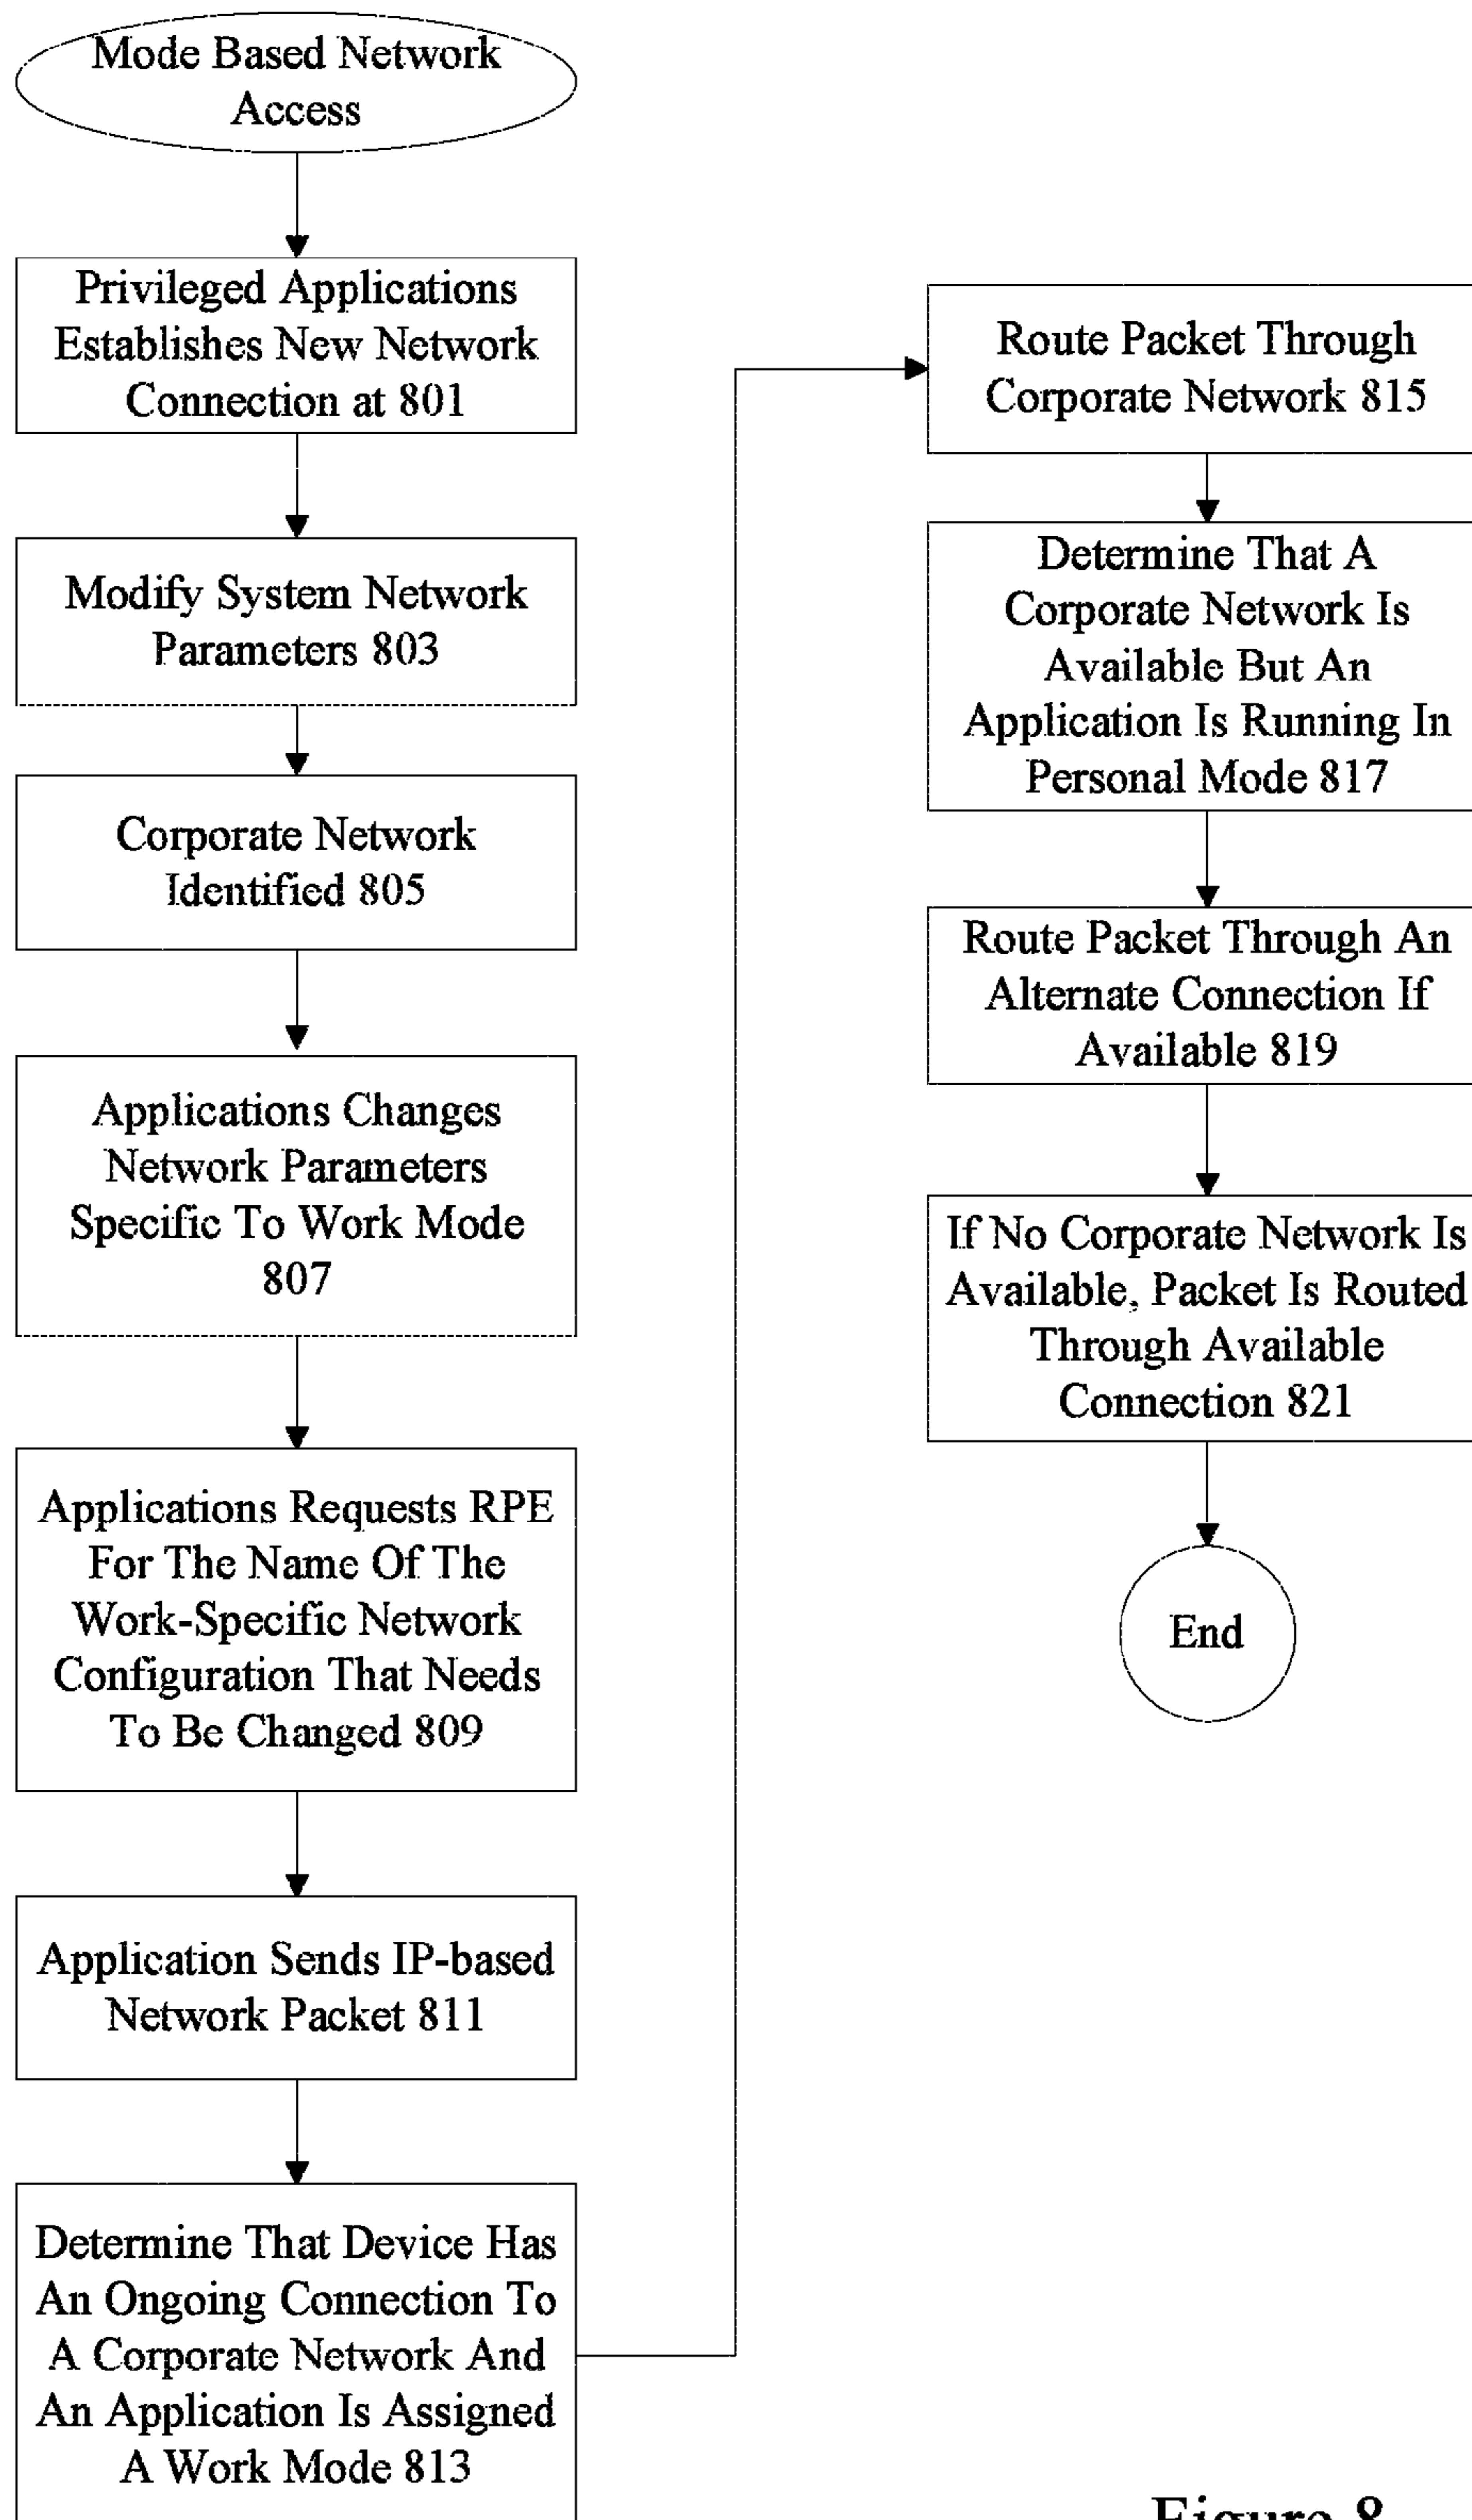 Mode Based Network
Access
Privileged Applications
Establishes New Network
Connection at 801
Modify System Network
Parameters 803
Corporate Network
Identified 805
Applications Changes
Network Parameters
Specific To Work Mode
807
Applications Requests RPE
For The Name Of The
Work-Specific Network
Configuration That Needs
To Be Changed 809
Application Sends IP-based
Network Packet 811
Determine That Device Has
An Ongoing Connection To
A Corporate Network And
An Application Is Assigned
A Work Mode 813
Route Packet Through
Corporate Network 815
Determine That A
Corporate Network Is
Available But An
Application Is Running In
Personal Mode 817
Route Packet Through An
Alternate Connection If
Available 819
If No Corporate Network Is
Available, Packet Is Routed
Through Available
Connection 821
End
Figure 8